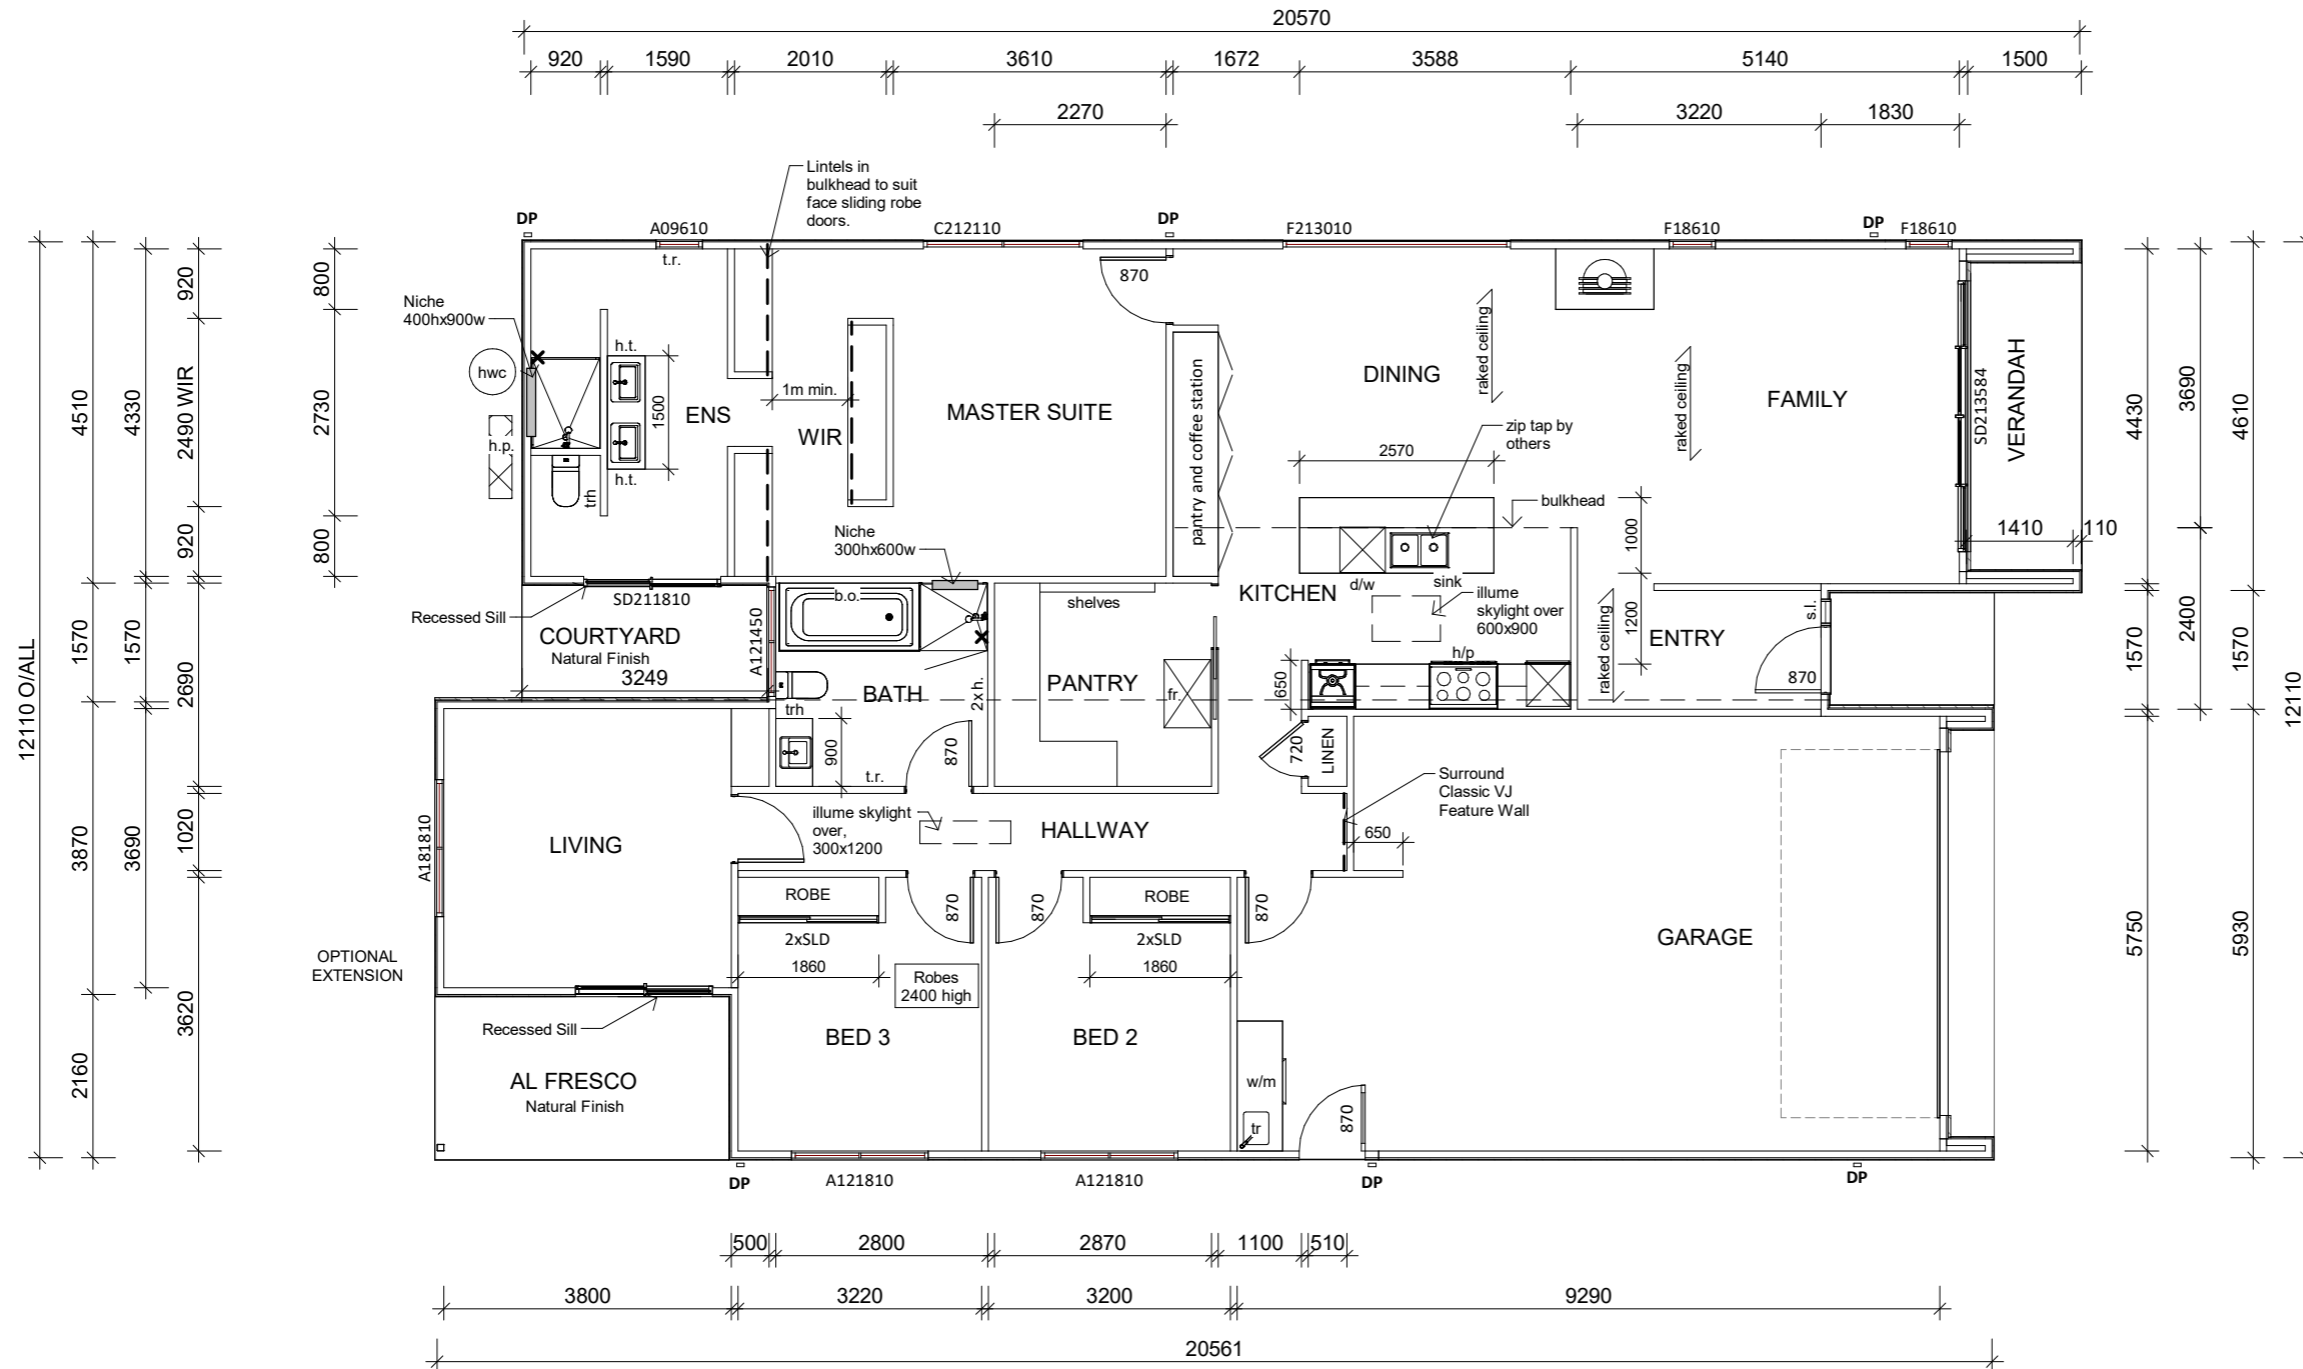 20570
920 1590 2010 3610 1672 3588 5140 1500
2270 3220 1830
Lintels in
bulkhead to suit
face sliding robe
doors.
DP DP DP
A09610 C212110 F213010 F18610 F18610
t.r.
870
Niche
400hx900w
hwc
h.p.
h.t.
1500
h.t.
trh
ENS
1m min.
WIR
MASTER SUITE
pantry and coffee station
DINING
raked ceiling
raked ceiling
FAMILY
SD213584
VERANDAH
1410 110
2570
zip tap by
others
bulkhead
1000
1200
Niche
300hx600w
Recessed Sill
SD211810
COURTYARD
Natural Finish
3249
A121450
b.o.
BATH
2x h.
trh
900
t.r.
870
shelves
PANTRY
fr.
KITCHEN
d/w
sink
illume
skylight over
600x900
h/p
650
raked ceiling
ENTRY
s.l.
870
720
LINEN
Surround
Classic VJ
Feature Wall
650
A181810
LIVING
illume skylight
over,
300x1200
HALLWAY
ROBE
870
870
ROBE
870
2xSLD
2xSLD
1860
1860
Robes
2400 high
GARAGE
OPTIONAL
EXTENSION
Recessed Sill
BED 3
BED 2
AL FRESCO
Natural Finish
w/m
tr
870
DP
A121810
A121810
DP
DP
12110 O/ALL
4510
1570
3870
2160
4330
1570
3690
920
2490 WIR
920
2690
1020
3620
800
2730
800
4430
1570
5750
3690
2400
4610
1570
5930
12110
500 2800 2870 1100 510
3800 3220 3200 9290
20561